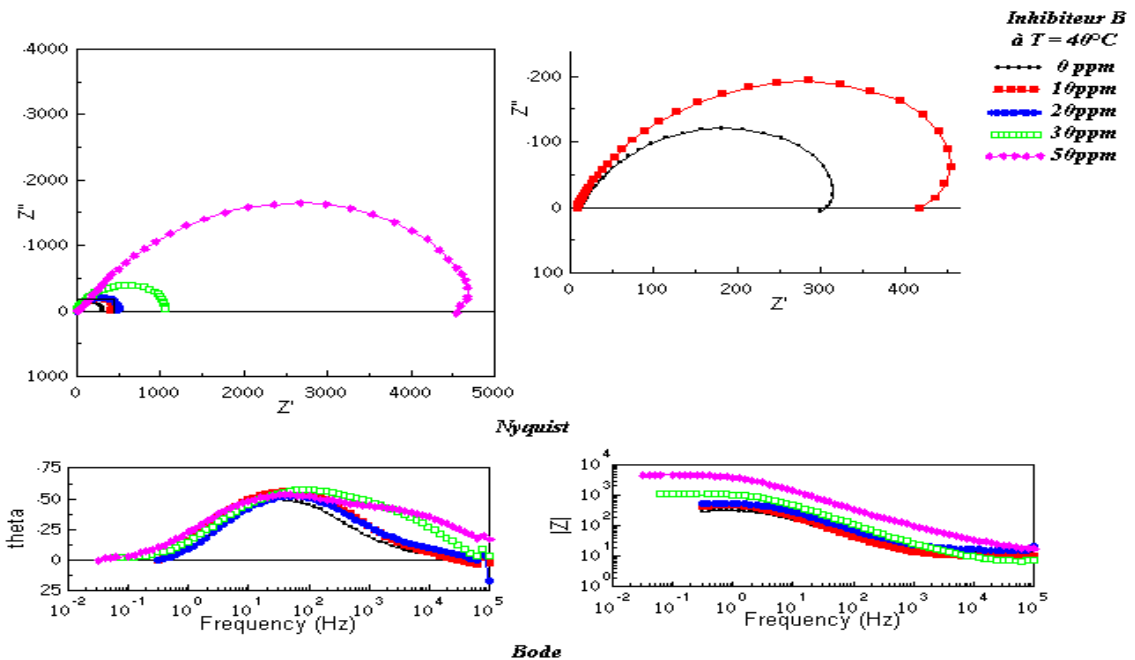 Inhibiteur B
à T = 40°C
0 ppm
10ppm
20ppm
30ppm
50ppm
-4000
-3000
-2000
-1000
0
1000
Z"
0
1000
2000
3000
4000
5000
Z'
-200
-100
0
100
Z"
0
100
200
300
400
Z'
Nyquist
-75
-50
-25
0
25
theta
10-2
10-1
100
101
102
103
104
105
Frequency (Hz)
104
103
102
101
100
|Z|
10-2
10-1
100
101
102
103
104
105
Frequency (Hz)
Bode